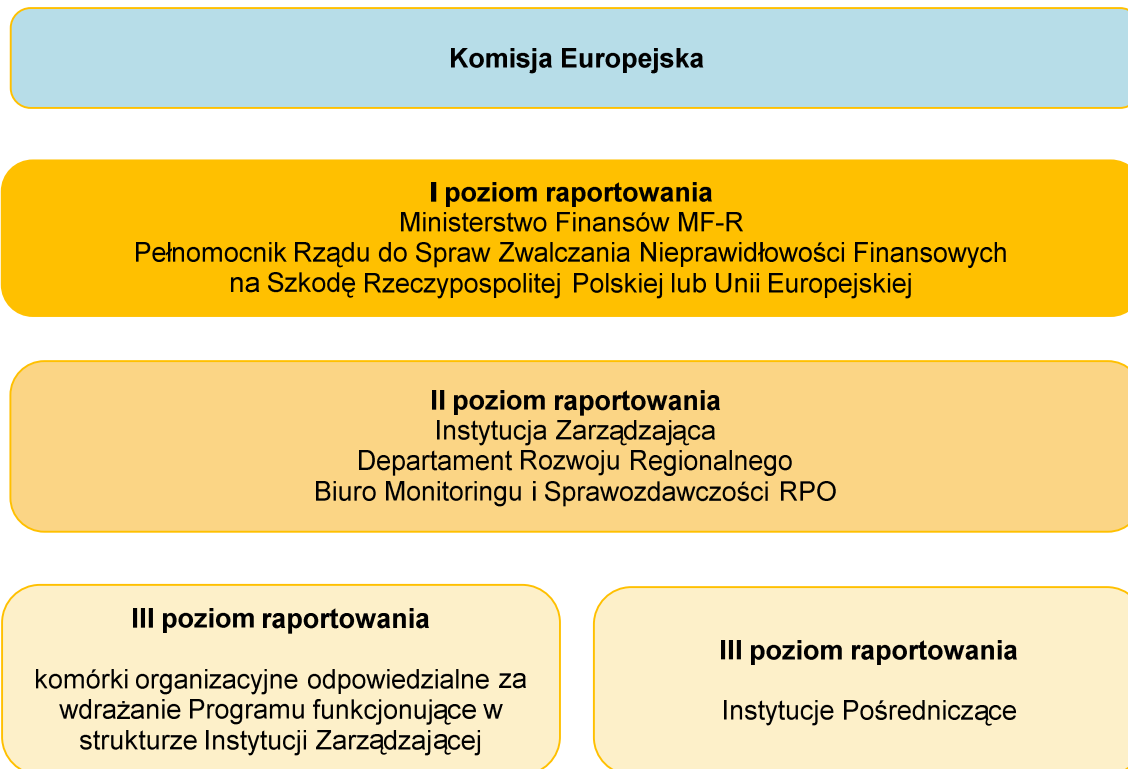 Komisja Europejska
I poziom raportowania
Ministerstwo Finansów MF-R
Pełnomocnik Rządu do Spraw Zwalczania Nieprawidłowości Finansowych
na Szkodę Rzeczypospolitej Polskiej lub Unii Europejskiej
II poziom raportowania
Instytucja Zarządzająca
Departament Rozwoju Regionalnego
Biuro Monitoringu i Sprawozdawczości RPO
III poziom raportowania
komórki organizacyjne odpowiedzialne za
wdrażanie Programu funkcjonujące w
strukturze Instytucji Zarządzającej
III poziom raportowania
Instytucje Pośredniczące